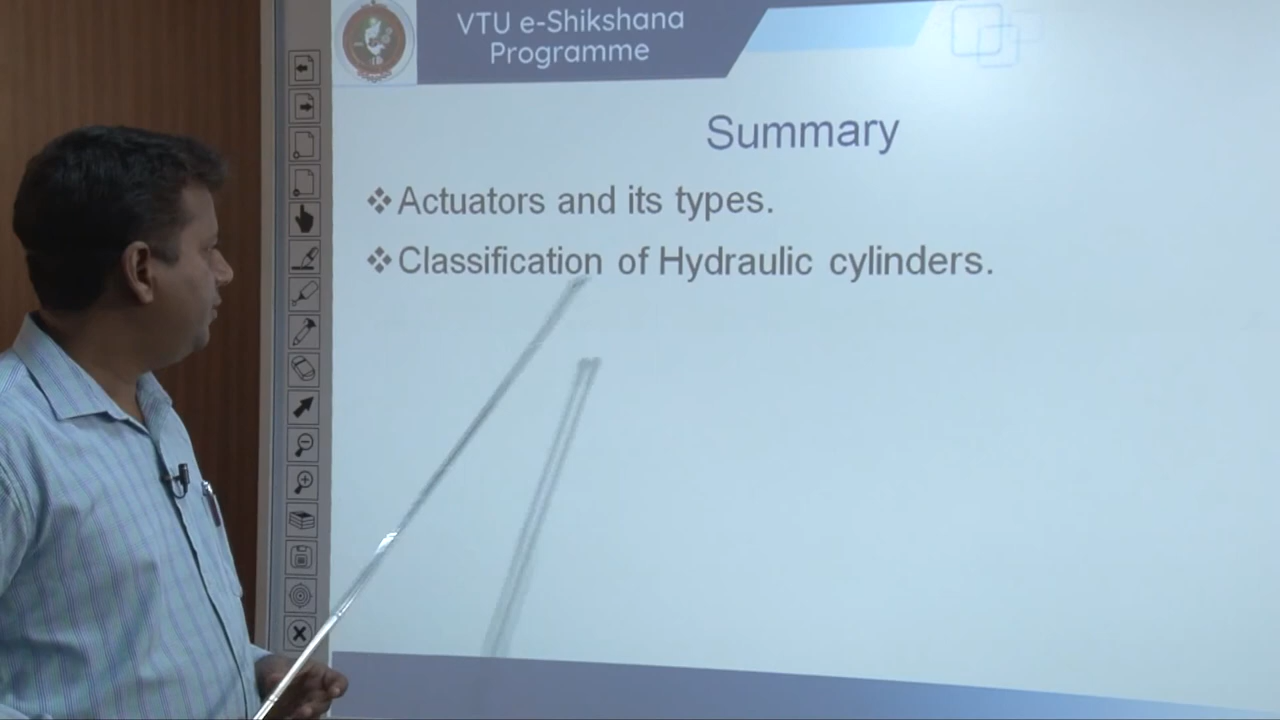 VTU e-Shikshana
Programme
Summary
Actuators and its types.
Classification of Hydraulic cylinders.